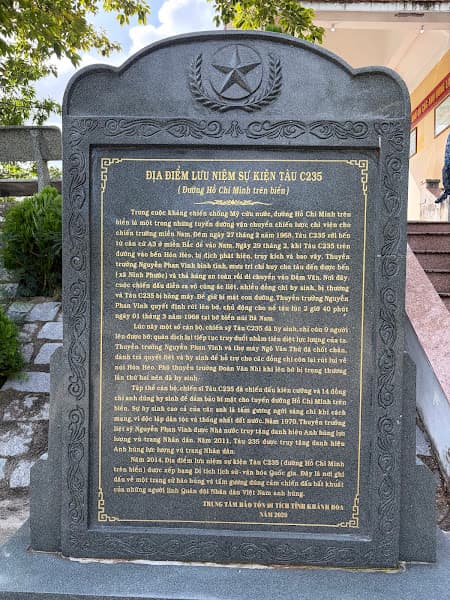 ĐỊA ĐIỂM LƯU NIỆM SỰ KIỆN TÀU C235
(Đường Hồ Chí Minh trên biển)
Trong cuộc kháng chiến chống Mỹ cứu nước, đường Hồ Chí Minh trên
biển là một trong những tuyến đường vận chuyển chiến lược chi viện cho
chiến trường miền Nam. Đêm ngày 27 tháng 2 năm 1968, Tàu C235 rời bến
từ căn cứ A3 ở miền Bắc để vào Nam. Ngày 29 tháng 2, khi Tàu C235 trên
đường vào bến Hòn Hèo, bị địch phát hiện, truy kích và bao vây. Thuyền
trưởng Nguyễn Phan Vinh bình tĩnh, mưu trí chỉ huy cho tàu đến được bến
(xã Ninh Phước) và thả hàng an toàn rồi di chuyển vào Đầm Vân. Nơi đây,
cuộc chiến đấu diễn ra vô cùng ác liệt, nhiều đồng chí hy sinh, bị thương
và Tàu C235 bị hỏng máy. Để giữ bí mật con đường, Thuyền trưởng Nguyễn
Phan Vinh quyết định rút lên bờ, chủ động cho nổ tàu lúc 2 giờ 40 phút
ngày 01 tháng 3 năm 1968 tại bờ biển núi Bà Nam.
Lúc này một số cán bộ, chiến sỹ Tàu C235 đã hy sinh, chỉ còn 9 người
lên được bờ; quân địch lại tiếp tục truy đuổi nhằm tiêu diệt lực lượng của ta.
Thuyền trưởng Nguyễn Phan Vinh và thợ máy Ngô Văn Thứ đã chốt chặn,
đánh trả quyết liệt và hy sinh để hỗ trợ cho các đồng chí còn lại rút lui về
núi Hòn Hèo. Phó thuyền trưởng Đoàn Văn Nhi khi lên bờ bị trọng thương
lần thứ hai nên đã hy sinh.
Tập thể cán bộ, chiến sĩ Tàu C235 đã chiến đấu kiên cường và 14 đồng
chí anh dũng hy sinh để đảm bảo bí mật cho tuyến đường Hồ Chí Minh trên
biển. Sự hy sinh cao cả của các anh là tấm gương ngời sáng chí khí cách
mạng, vì độc lập dân tộc và thống nhất đất nước. Năm 1970, Thuyền trưởng
liệt sỹ Nguyễn Phan Vinh được Nhà nước truy tặng danh hiệu Anh hùng lực
lượng vũ trang Nhân dân. Năm 2011, Tàu 235 được truy tặng danh hiệu
Anh hùng lực lượng vũ trang Nhân dân.
Năm 2014, Địa điểm lưu niệm sự kiện Tàu C235 (đường Hồ Chí Minh
trên biển) được xếp hạng Di tích lịch sử-văn hóa Quốc gia. Đây là nơi ghi
dấu về một trang sử hào hùng và tấm gương dũng cảm chiến đấu bất khuất
của những người lính Quân đội Nhân dân Việt Nam anh hùng.
TRUNG TÂM BẢO TỒN DI TÍCH TỈNH KHÁNH HÒA
NĂM 2020